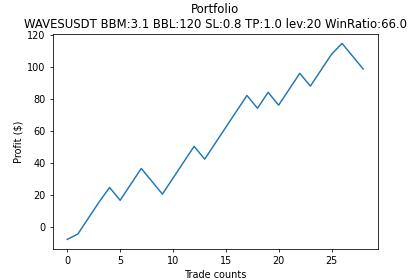 Portfolio
WAVESUSDT BBM:3.1 BBL:120 SL:0.8 TP:1.0 lev:20 WinRatio:66.0
120
100
80
60
40
20
0
Profit ($)
0 5 10 15 20 25
Trade counts